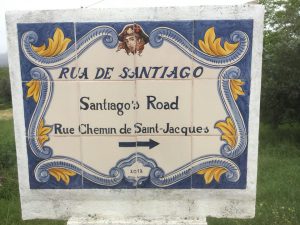 RUA DE SANTIAGO
Santiago's Road
Rue Chemin de Saint-Jacques